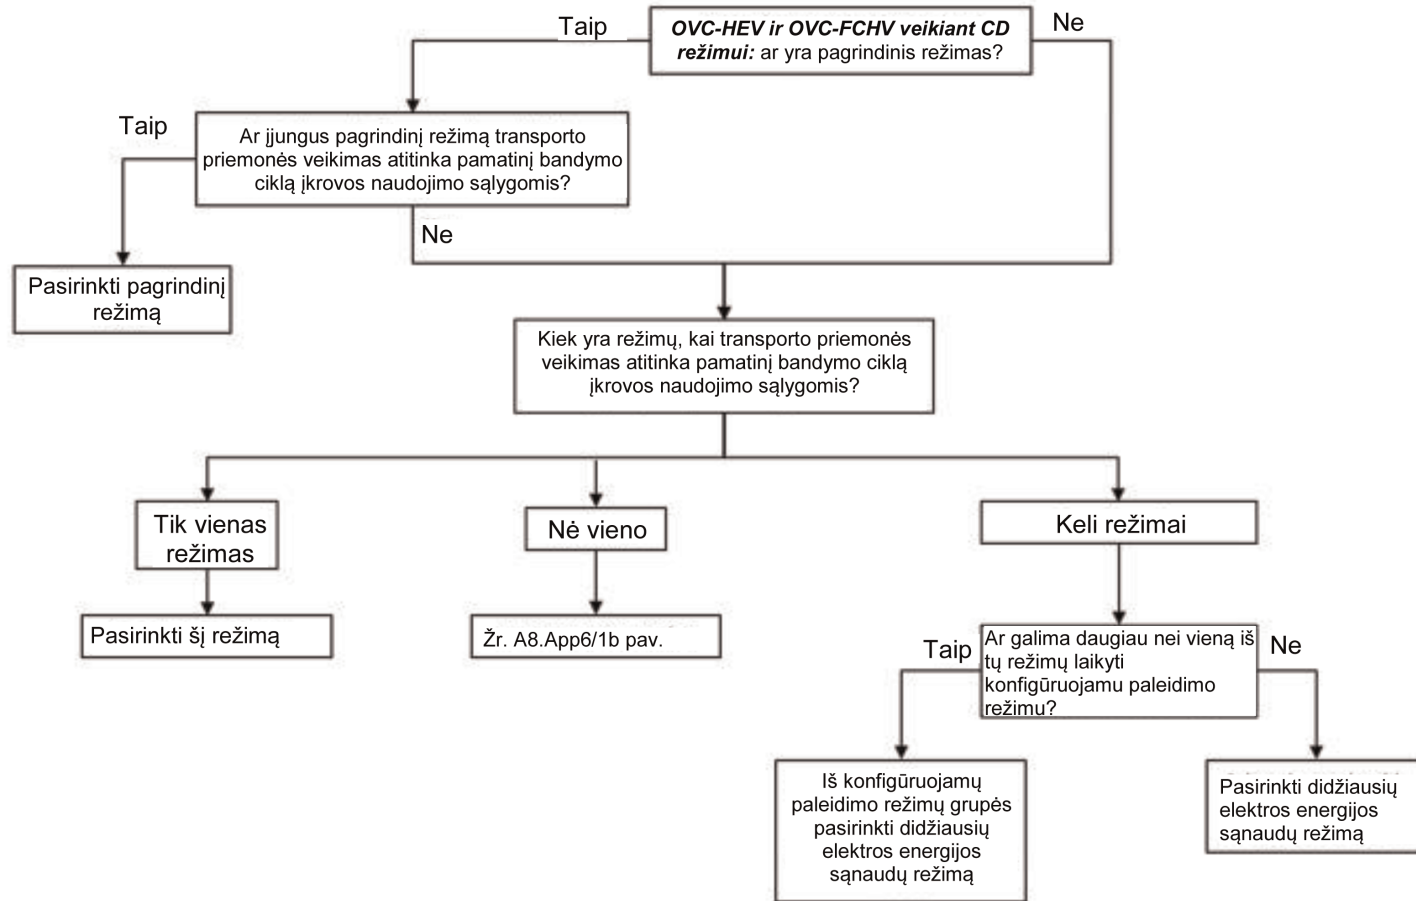 Taip
OVC-HEV ir OVC-FCHV veikiant CD
režimui: ar yra pagrindinis režimas?
Ne
Taip
Ar įjungus pagrindinį režimą transporto
priemonės veikimas atitinka pamatinį bandymo
ciklą įkrovos naudojimo sąlygomis?
Ne
Pasirinkti pagrindinį
režimą
Kiek yra režimų, kai transporto priemonės
veikimas atitinka pamatinį bandymo ciklą
įkrovos naudojimo sąlygomis?
Tik vienas
režimas
Nė vieno
Keli režimai
Pasirinkti šį režimą
Žr. A8.App6/1b pav.
Taip
Ar galima daugiau nei vieną iš
tų režimų laikyti
konfigūruojamu paleidimo
režimu?
Ne
Iš konfigūruojamų
paleidimo režimų grupės
pasirinkti didžiausių
elektros energijos
sąnaudų režimą
Pasirinkti didžiausių
elektros energijos
sąnaudų režimą